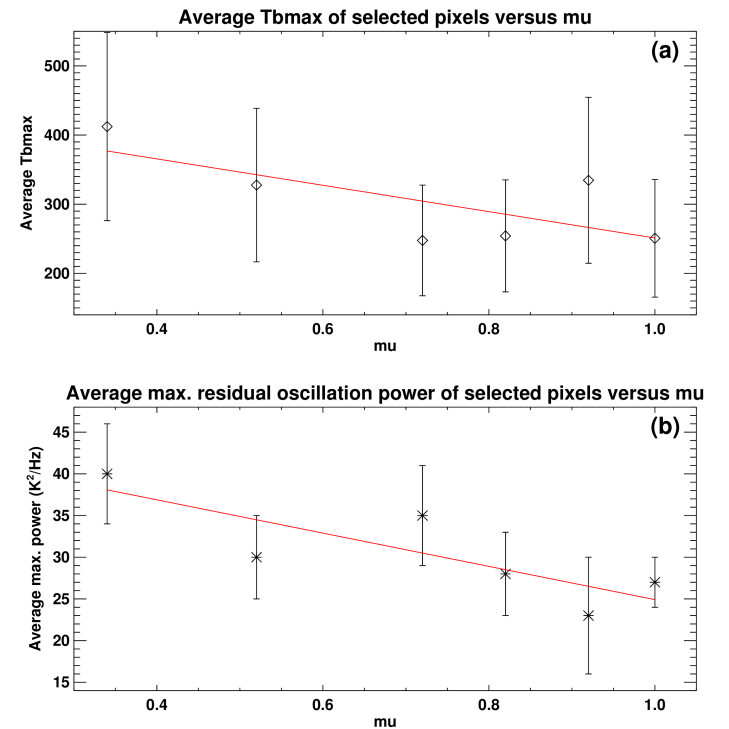 Average Tbmax of selected pixels versus mu
(a)
500
400
300
200
Average Tbmax
0.4 0.6 0.8 1.0
mu
Average max. residual oscillation power of selected pixels versus mu
(b)
45
40
35
30
25
20
15
Average max. power (K²/Hz)
0.4 0.6 0.8 1.0
mu